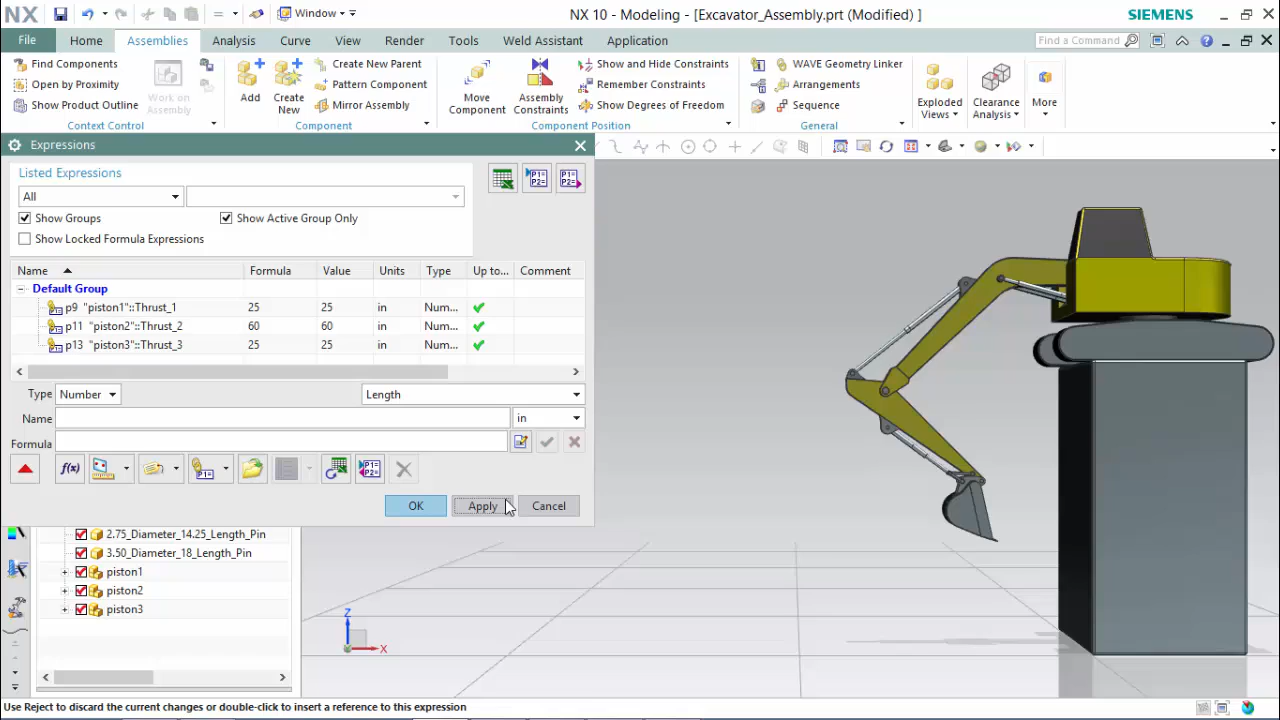 NX
Window
NX 10 - Modeling - [Excavator_Assembly.prt (Modified) ]
SIEMENS
File
Home
Assemblies
Analysis
Curve
View
Render
Tools
Weld Assistant
Application
Find a Command
Find Components
Open by Proximity
Show Product Outline
Work on Assembly
Context Control
Add
Create New
Create New Parent
Pattern Component
Mirror Assembly
Component
Move Component
Assembly Constraints
Show and Hide Constraints
Remember Constraints
Show Degrees of Freedom
Component Position
WAVE Geometry Linker
Arrangements
Sequence
General
Exploded Views
Clearance Analysis
More
Expressions
Listed Expressions
All
Show Groups
Show Active Group Only
Show Locked Formula Expressions
Name Formula Value Units Type Up to... Comment
Default Group
p9 "piston1"::Thrust_1 25 25 in Num...
p11 "piston2"::Thrust_2 60 60 in Num...
p13 "piston3"::Thrust_3 25 25 in Num...
Type Number Length
Name in
Formula
f(x)
P1= P2=
OK Apply Cancel
2.75_Diameter_14.25_Length_Pin
3.50_Diameter_18_Length_Pin
piston1
piston2
piston3
Z
X
Use Reject to discard the current changes or double-click to insert a reference to this expression